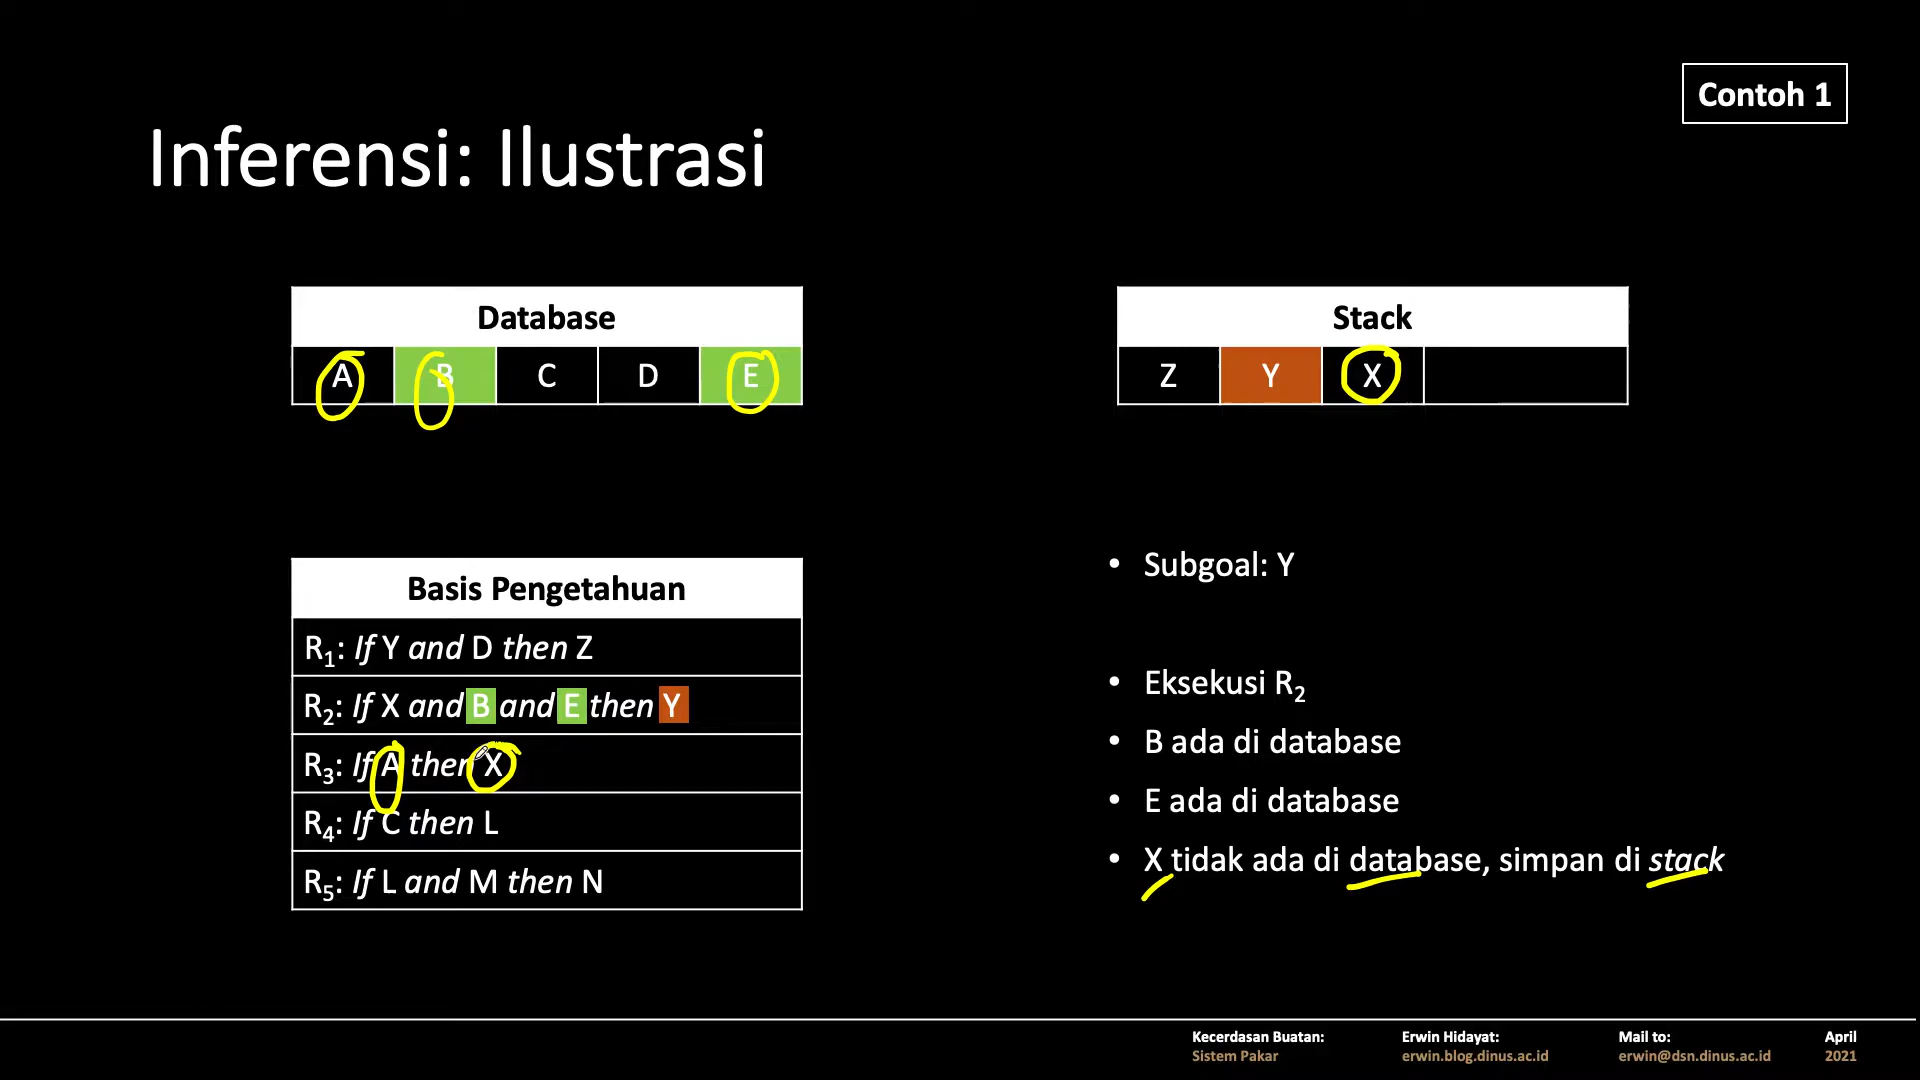 Contoh 1
Inferensi: Ilustrasi
Database
A B C D E
Stack
Z Y X
Basis Pengetahuan
R1: If Y and D then Z
R2: If X and B and E then Y
R3: If A then X
R4: If C then L
R5: If L and M then N
• Subgoal: Y
• Eksekusi R2
• B ada di database
• E ada di database
• X tidak ada di database, simpan di stack
Kecerdasan Buatan:
Sistem Pakar
Erwin Hidayat:
erwin.blog.dinus.ac.id
Mail to:
erwin@dsn.dinus.ac.id
April
2021